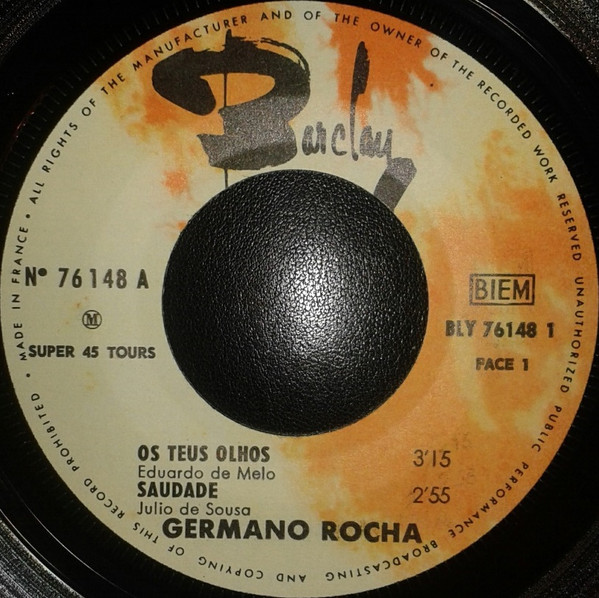 • MADE IN FRANCE • ALL RIGHTS OF THE MANUFACTURER AND OF THE OWNER OF THE RECORDED WORK RESERVED UNAUTHORIZED PUBLIC PERFORMANCE BROADCASTING AND COPYING OF THIS RECORD PROHIBITED
Barclay
Nº 76148 A
M
SUPER 45 TOURS
BIEM
BLY 76148 1
FACE 1
OS TEUS OLHOS 3'15
Eduardo de Melo
SAUDADE 2'55
Julio de Sousa
GERMANO ROCHA